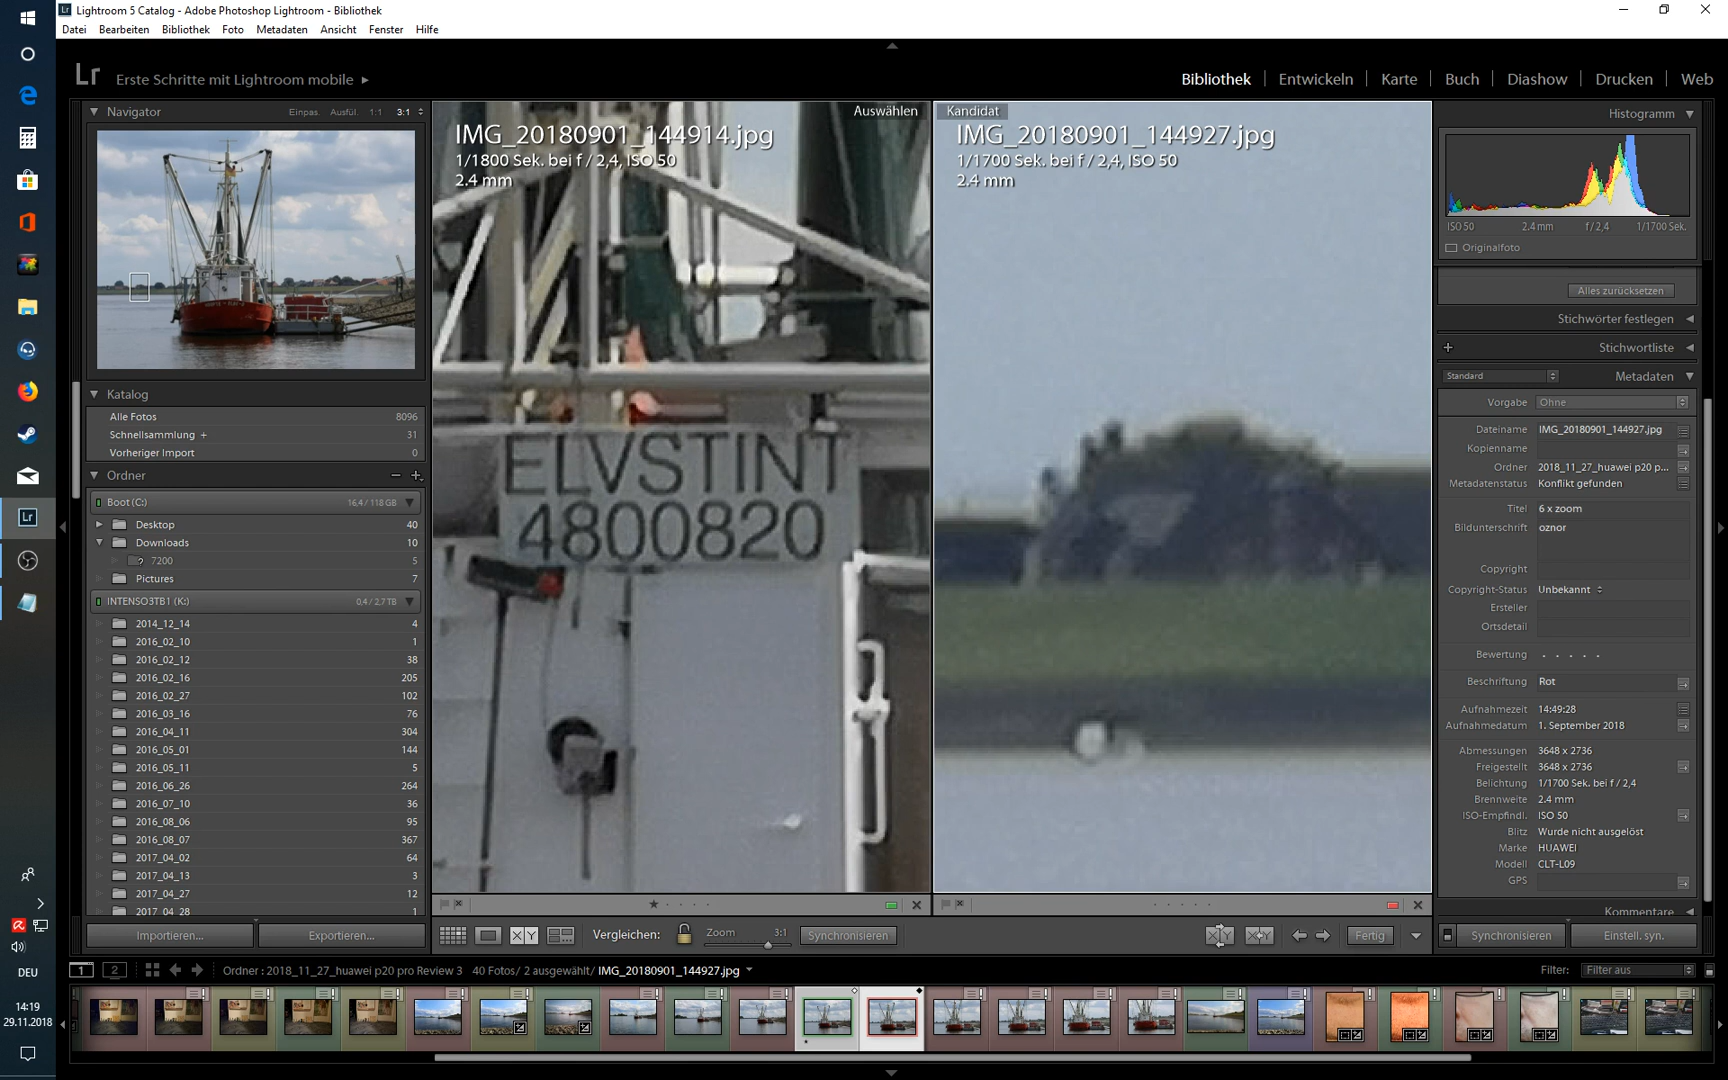 Lightroom 5 Catalog - Adobe Photoshop Lightroom - Bibliothek
Datei Bearbeiten Bibliothek Foto Metadaten Ansicht Fenster Hilfe
Lr Erste Schritte mit Lightroom mobile
Bibliothek Entwickeln Karte Buch Diashow Drucken Web
Navigator Einpas. Ausfül. 1:1 3:1
Katalog
Alle Fotos 8096
Schnellsammlung + 31
Vorheriger Import 0
Ordner
Boot (C:) 16,4 / 118 GB
Desktop 40
Downloads 10
7200 5
Pictures 7
INTENSO3TB1 (K:) 0,4 / 2,7 TB
2014_12_14 4
2016_02_10 1
2016_02_12 38
2016_02_16 205
2016_02_27 102
2016_03_16 76
2016_04_11 304
2016_05_01 144
2016_05_11 5
2016_06_26 264
2016_07_10 36
2016_08_06 95
2016_08_07 367
2017_04_02 64
2017_04_13 3
2017_04_27 12
2017_04_28 1
Importieren... Exportieren...
Auswählen
IMG_20180901_144914.jpg
1/1800 Sek. bei f / 2,4, ISO 50
2.4 mm
ELVSTINT
4800820
Kandidat
IMG_20180901_144927.jpg
1/1700 Sek. bei f / 2,4, ISO 50
2.4 mm
X Y Vergleichen: Zoom 3:1 Synchronisieren
Fertig
Histogramm
ISO 50 2.4 mm f / 2,4 1/1700 Sek.
Originalfoto
Alles zurücksetzen
Stichwörter festlegen
+ Stichwortliste
Standard Metadaten
Vorgabe Ohne
Dateiname IMG_20180901_144927.jpg
Kopienname
Ordner 2018_11_27_huawei p20 p...
Metadatenstatus Konflikt gefunden
Titel 6 x zoom
Bildunterschrift oznor
Copyright
Copyright-Status Unbekannt
Ersteller
Ortsdetail
Bewertung
Beschriftung Rot
Aufnahmezeit 14:49:28
Aufnahmedatum 1. September 2018
Abmessungen 3648 x 2736
Freigestellt 3648 x 2736
Belichtung 1/1700 Sek. bei f / 2,4
Brennweite 2.4 mm
ISO-Empfindl. ISO 50
Blitz Wurde nicht ausgelöst
Marke HUAWEI
Modell CLT-L09
GPS
Kommentare
Synchronisieren Einstell. syn.
1 2 Ordner : 2018_11_27_huawei p20 pro Review 3 40 Fotos/ 2 ausgewählt/ IMG_20180901_144927.jpg
Filter: Filter aus
Lr
DEU
14:19
29.11.2018